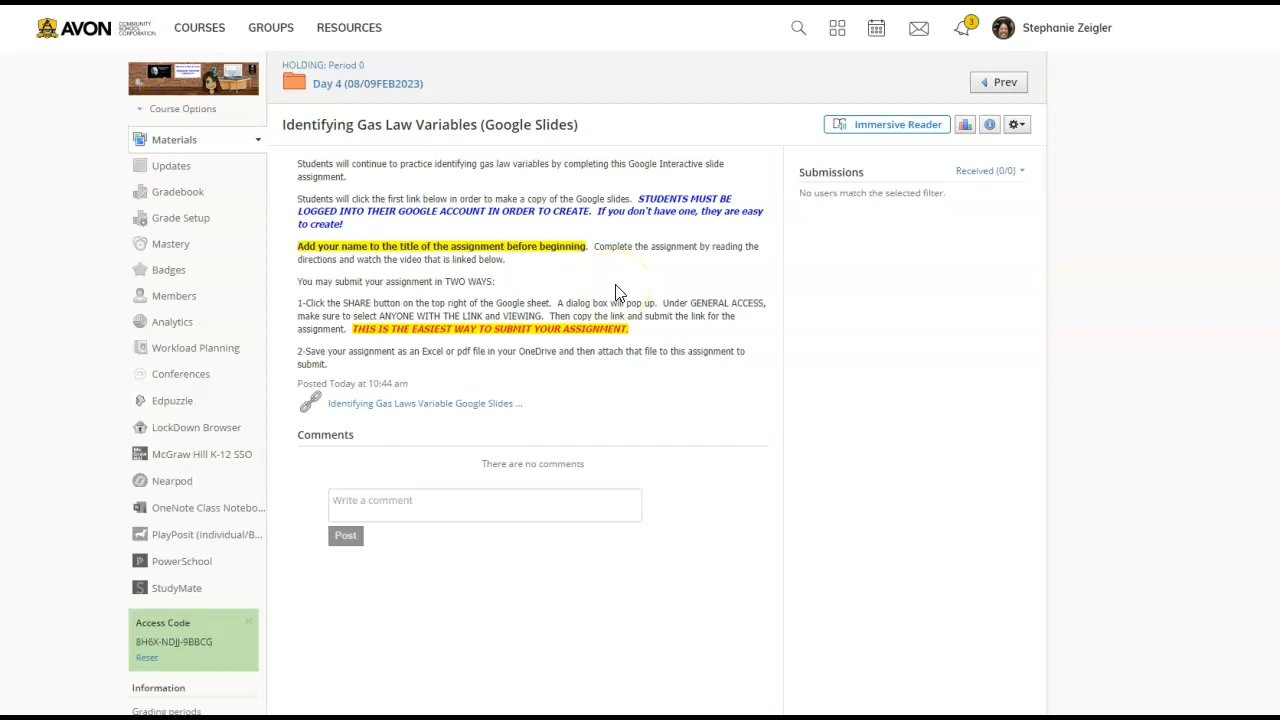 AVON COMMUNITY SCHOOL CORPORATION COURSES GROUPS RESOURCES 3 Stephanie Zeigler
HOLDING: Period 0
Day 4 (08/09FEB2023)
Prev
Course Options
Identifying Gas Law Variables (Google Slides)
Immersive Reader
Materials
Updates
Gradebook
Grade Setup
Mastery
Badges
Members
Analytics
Workload Planning
Conferences
Edpuzzle
LockDown Browser
McGraw Hill K-12 SSO
Nearpod
OneNote Class Notebo...
PlayPosit (Individual/B...
PowerSchool
StudyMate
Access Code
8H6X-NDJJ-9BBCG
Reset
Information
Grading periods
Students will continue to practice identifying gas law variables by completing this Google Interactive slide
assignment.
Students will click the first link below in order to make a copy of the Google slides. STUDENTS MUST BE
LOGGED INTO THEIR GOOGLE ACCOUNT IN ORDER TO CREATE. If you don't have one, they are easy
to create!
Add your name to the title of the assignment before beginning. Complete the assignment by reading the
directions and watch the video that is linked below.
You may submit your assignment in TWO WAYS:
1-Click the SHARE button on the top right of the Google sheet. A dialog box will pop up. Under GENERAL ACCESS,
make sure to select ANYONE WITH THE LINK and VIEWING. Then copy the link and submit the link for the
assignment. THIS IS THE EASIEST WAY TO SUBMIT YOUR ASSIGNMENT.
2-Save your assignment as an Excel or pdf file in your OneDrive and then attach that file to this assignment to
submit.
Posted Today at 10:44 am
Identifying Gas Laws Variable Google Slides ...
Comments
There are no comments
Write a comment
Post
Submissions
Received (0/0)
No users match the selected filter.